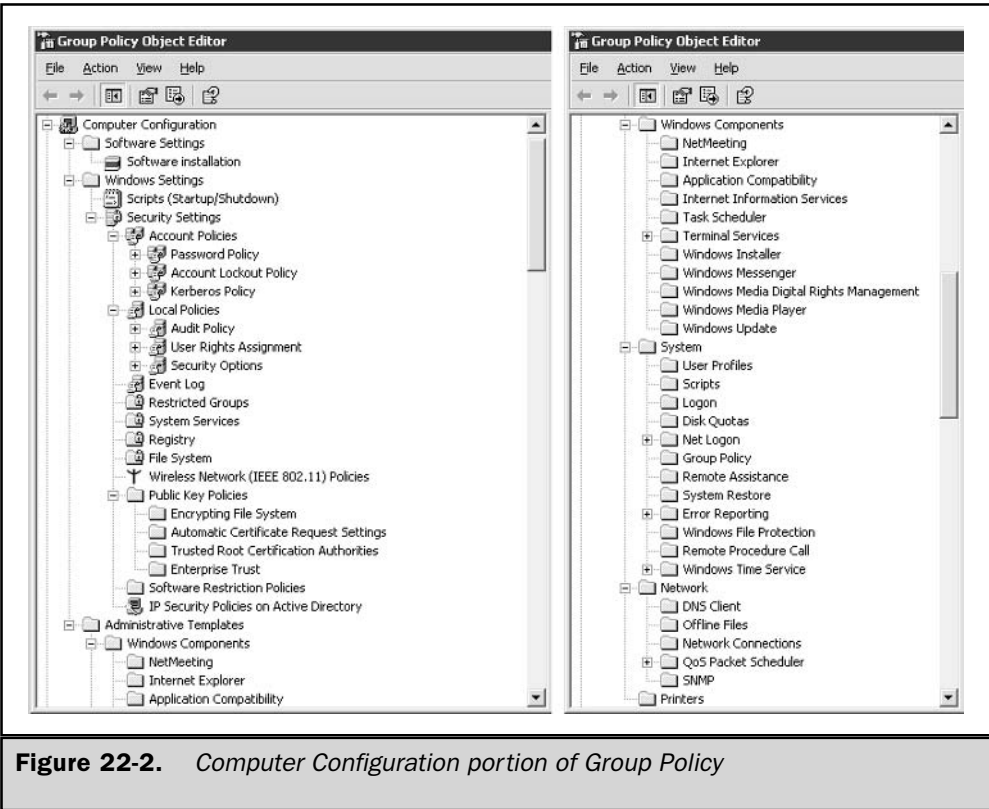 Group Policy Object Editor
File Action View Help
Computer Configuration
Software Settings
Software installation
Windows Settings
Scripts (Startup/Shutdown)
Security Settings
Account Policies
Password Policy
Account Lockout Policy
Kerberos Policy
Local Policies
Audit Policy
User Rights Assignment
Security Options
Event Log
Restricted Groups
System Services
Registry
File System
Wireless Network (IEEE 802.11) Policies
Public Key Policies
Encrypting File System
Automatic Certificate Request Settings
Trusted Root Certification Authorities
Enterprise Trust
Software Restriction Policies
IP Security Policies on Active Directory
Administrative Templates
Windows Components
NetMeeting
Internet Explorer
Application Compatibility
Group Policy Object Editor
File Action View Help
Windows Components
NetMeeting
Internet Explorer
Application Compatibility
Internet Information Services
Task Scheduler
Terminal Services
Windows Installer
Windows Messenger
Windows Media Digital Rights Management
Windows Media Player
Windows Update
System
User Profiles
Scripts
Logon
Disk Quotas
Net Logon
Group Policy
Remote Assistance
System Restore
Error Reporting
Windows File Protection
Remote Procedure Call
Windows Time Service
Network
DNS Client
Offline Files
Network Connections
QoS Packet Scheduler
SNMP
Printers
Figure 22-2. Computer Configuration portion of Group Policy